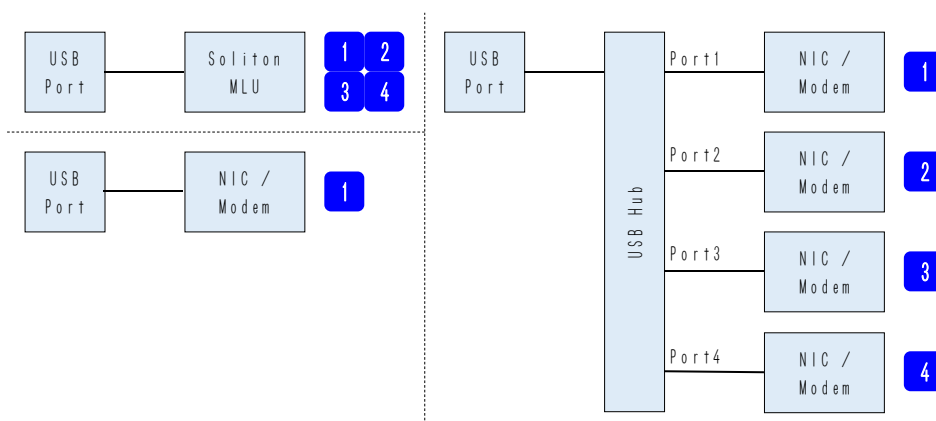 USB
Port
Soliton
MLU
1 2
3 4
USB
Port
NIC /
Modem
1
USB
Port
USB Hub
Port1
NIC /
Modem
1
Port2
NIC /
Modem
2
Port3
NIC /
Modem
3
Port4
NIC /
Modem
4